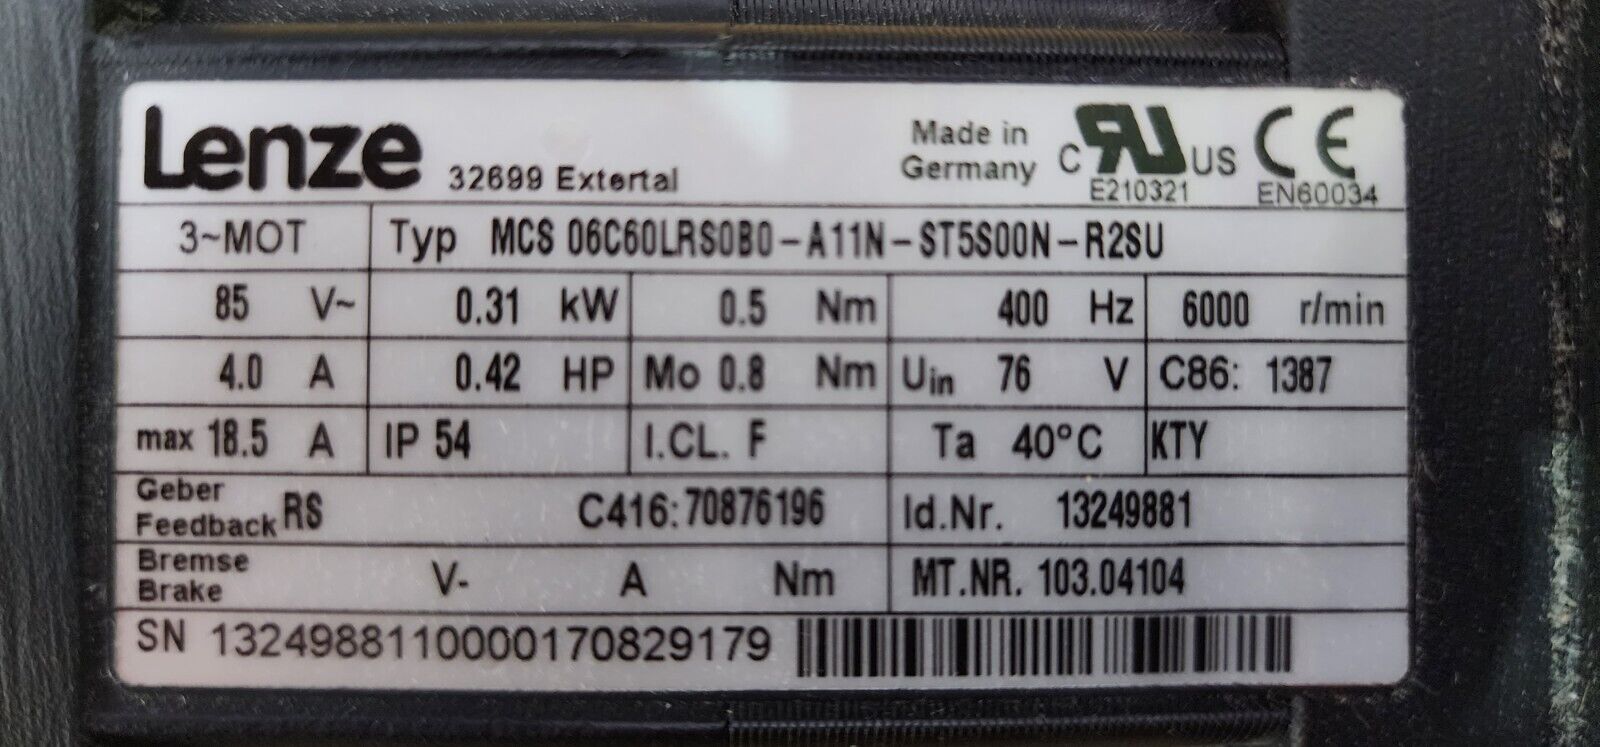 Lenze 32699 Extertal
Made in
Germany
C RU US
E210321
CE
EN60034
3~MOT Typ MCS 06C60LRS0B0-A11N-ST5S00N-R2SU
85 V~ 0.31 kW 0.5 Nm 400 Hz 6000 r/min
4.0 A 0.42 HP Mo 0.8 Nm Uin 76 V C86: 1387
max 18.5 A IP 54 I.CL. F Ta 40°C KTY
Geber
Feedback RS C416:70876196 Id.Nr. 13249881
Bremse
Brake V- A Nm MT.NR. 103.04104
SN 1324988110000170829179